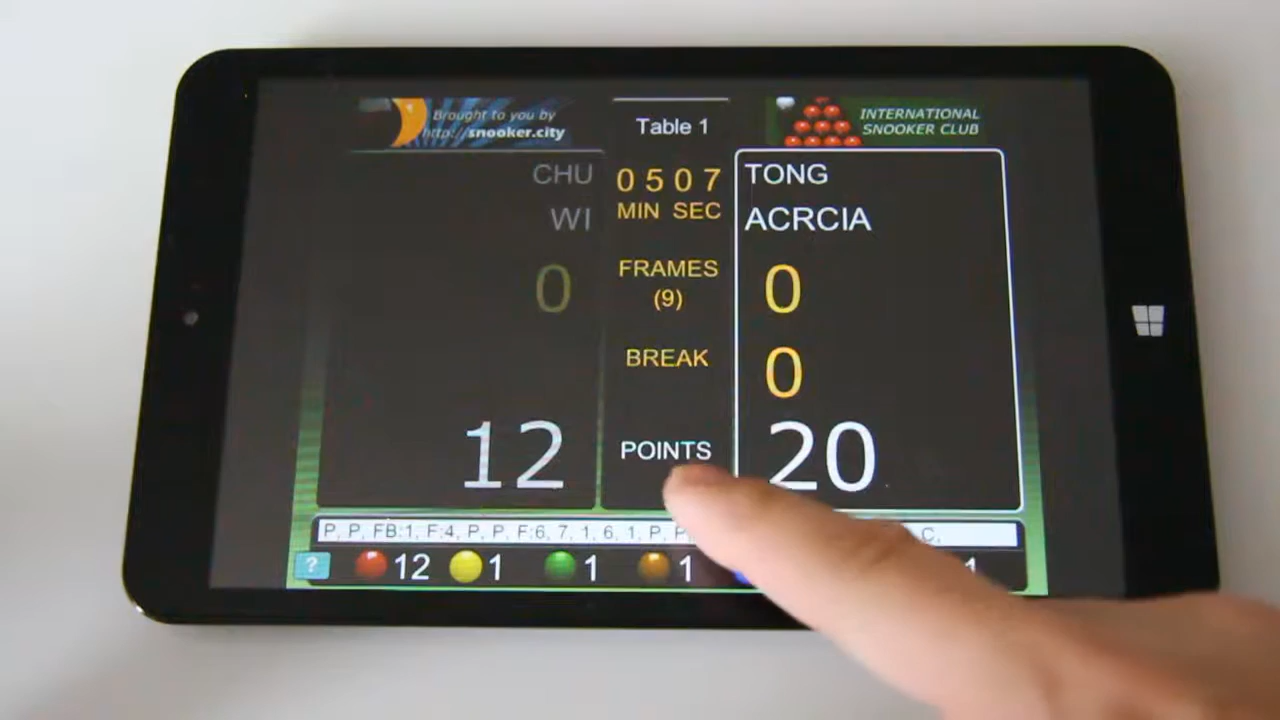 Brought to you by
http://snooker.city
Table 1
INTERNATIONAL
SNOOKER CLUB
CHU
WI
0 5 0 7
MIN SEC
TONG
ACRCIA
0
FRAMES
(9)
0
BREAK
0
12
POINTS
20
P, P, FB:1, F:4, P, P, F:6, 7, 1, 6, 1, P, P C,
? 12 1 1 1 1